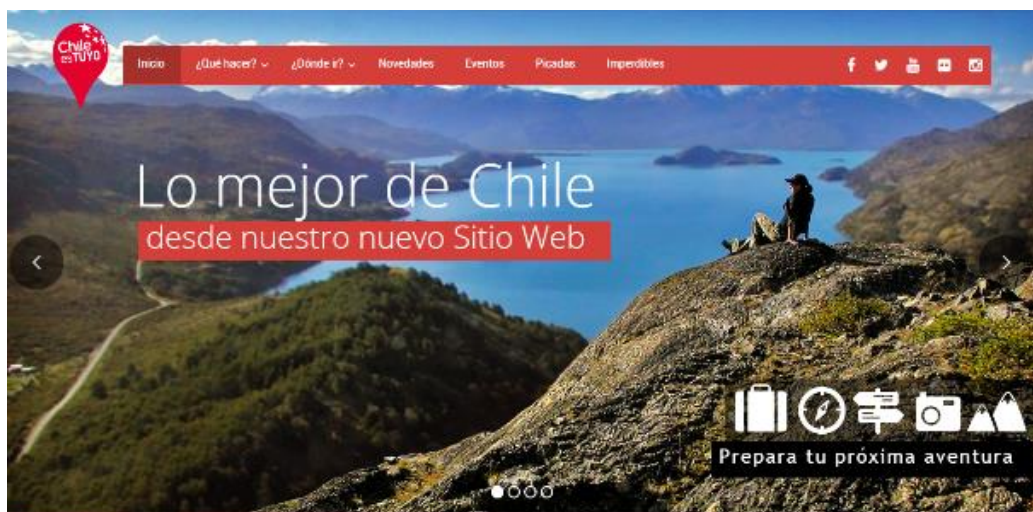 Chile
es TUYO
Inicio ¿Qué hacer? ¿Dónde ir? Novedades Eventos Picadas Imperdibles
Lo mejor de Chile
desde nuestro nuevo Sitio Web
Prepara tu próxima aventura